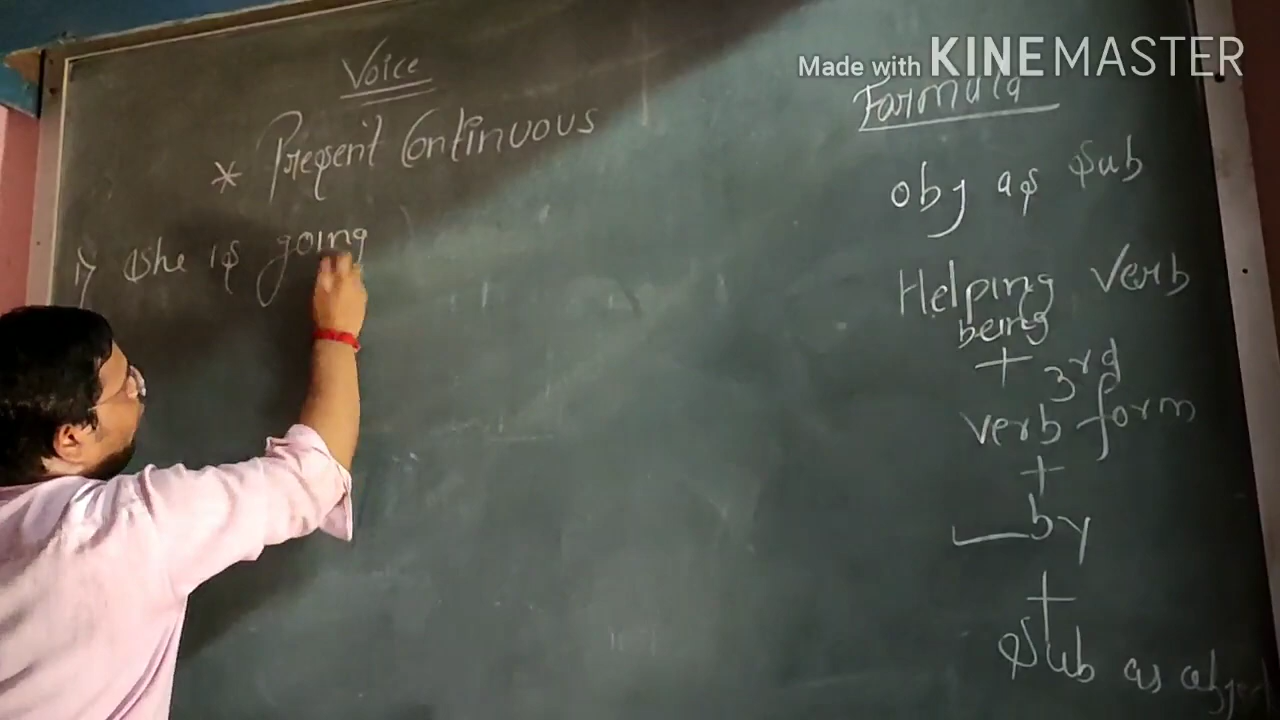 Made with KINEMASTER
Voice
* Present Continuous
1) She is going
Formula
obj as Sub
Helping Verb
being
+ 3rd
verb form
+
by
+
Sub as object